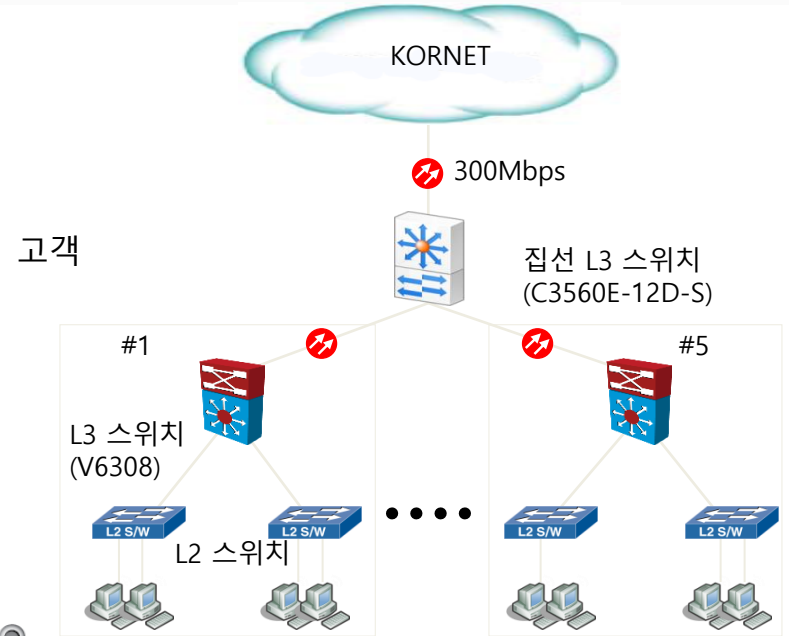 KORNET
300Mbps
고객
집선 L3 스위치
(C3560E-12D-S)
#1
#5
L3 스위치
(V6308)
L2 S/W
L2 S/W
L2 S/W
L2 S/W
L2 스위치